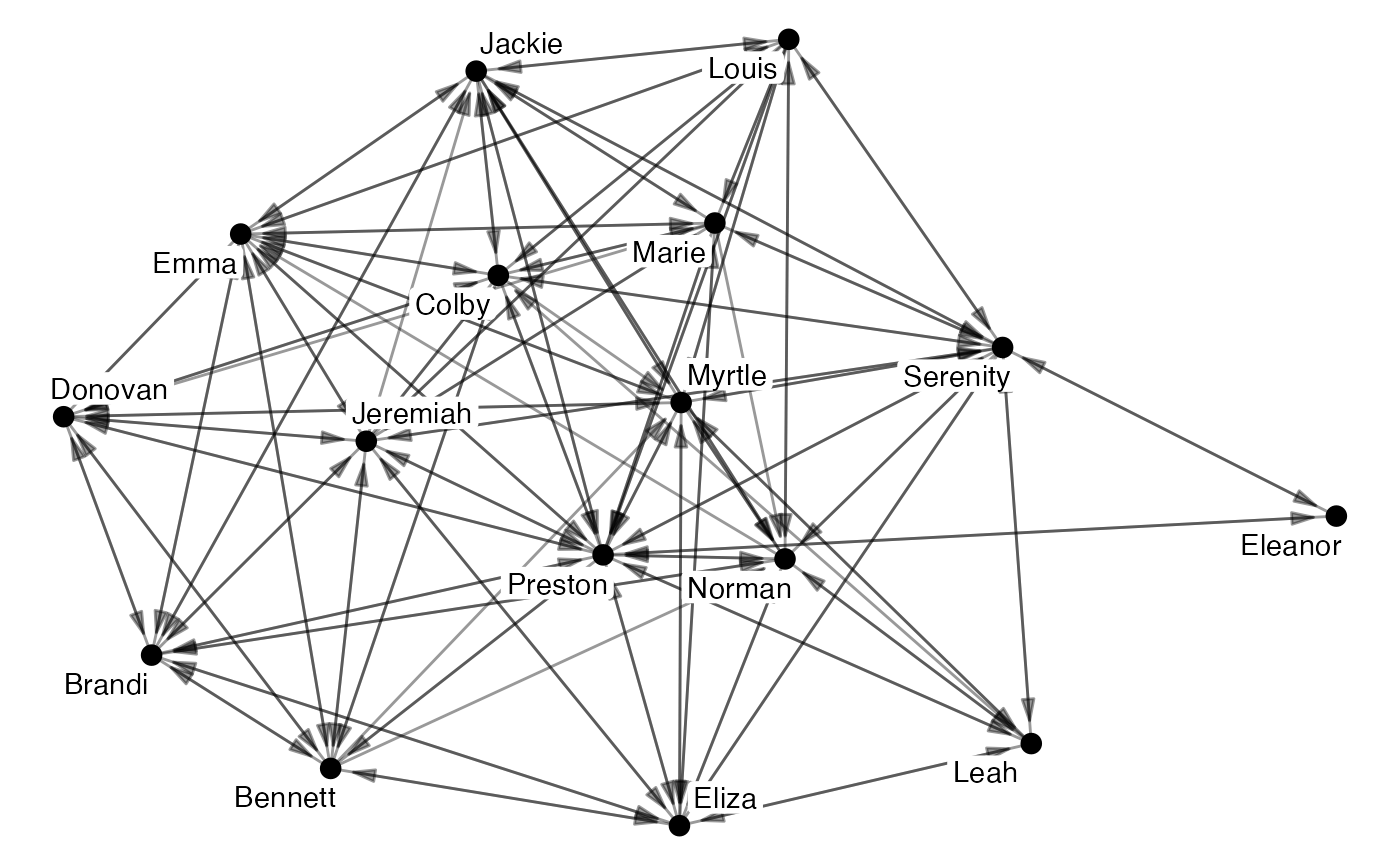 Jackie
Louis
Marie
Emma
Colby
Myrtle
Serenity
Donovan
Jeremiah
Eleanor
Preston
Norman
Brandi
Leah
Bennett
Eliza